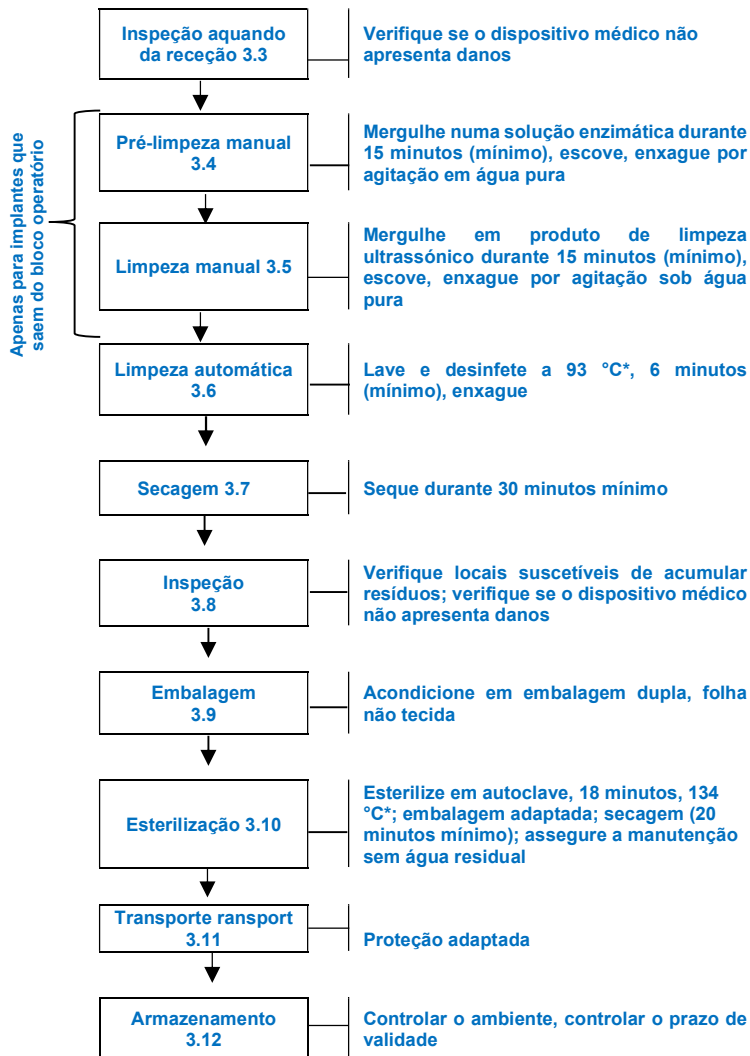 Inspeção aquando
da receção 3.3
Verifique se o dispositivo médico não
apresenta danos
Apenas para implantes que
saem do bloco operatório
Pré-limpeza manual
3.4
Mergulhe numa solução enzimática durante
15 minutos (mínimo), escove, enxague por
agitação em água pura
Limpeza manual 3.5
Mergulhe em produto de limpeza
ultrassónico durante 15 minutos (mínimo),
escove, enxague por agitação sob água
pura
Limpeza automática
3.6
Lave e desinfete a 93 °C*, 6 minutos
(mínimo), enxague
Secagem 3.7
Seque durante 30 minutos mínimo
Inspeção
3.8
Verifique locais suscetíveis de acumular
resíduos; verifique se o dispositivo médico
não apresenta danos
Embalagem
3.9
Acondicione em embalagem dupla, folha
não tecida
Esterilização 3.10
Esterilize em autoclave, 18 minutos, 134
°C*; embalagem adaptada; secagem (20
minutos mínimo); assegure a manutenção
sem água residual
Transporte ransport
3.11
Proteção adaptada
Armazenamento
3.12
Controlar o ambiente, controlar o prazo de
validade